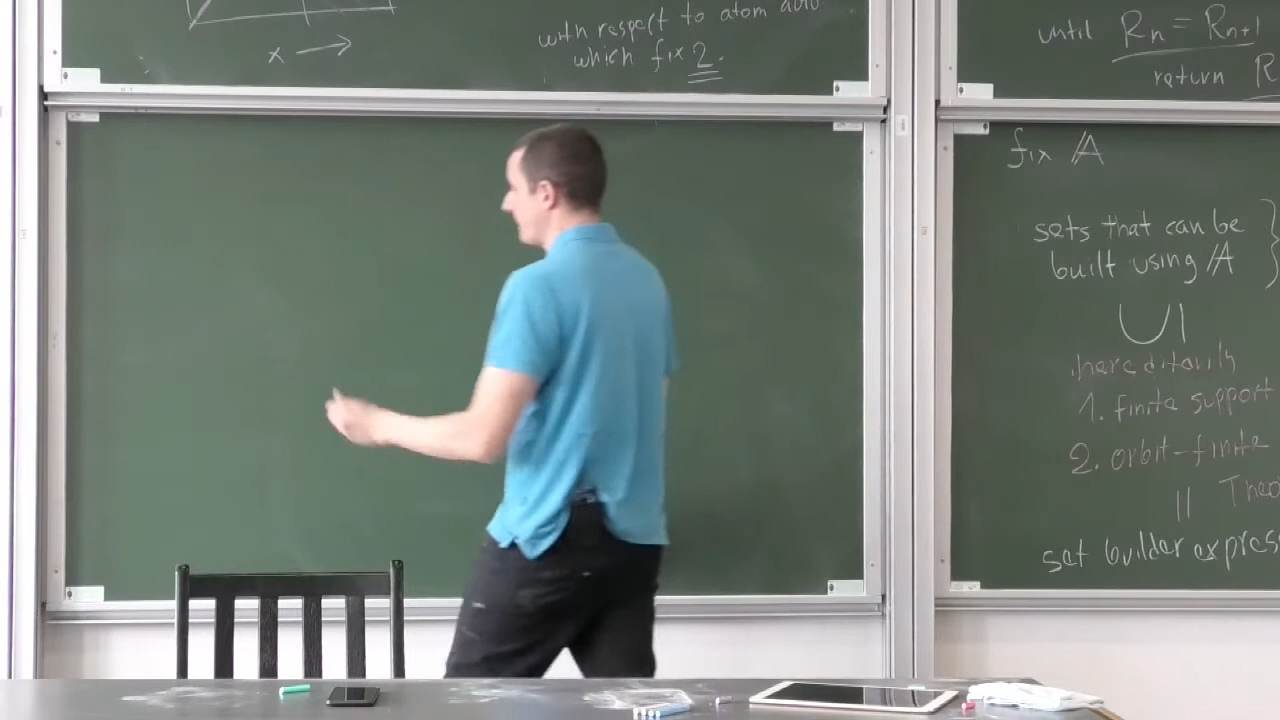 x →
with respect to atom auto
which fix 2.
until Rn = Rn+1
return R
fix 𝔸
sets that can be
built using 𝔸
∪|
hereditarily
1. finite support
2. orbit-finite
|| Theo
set builder expres